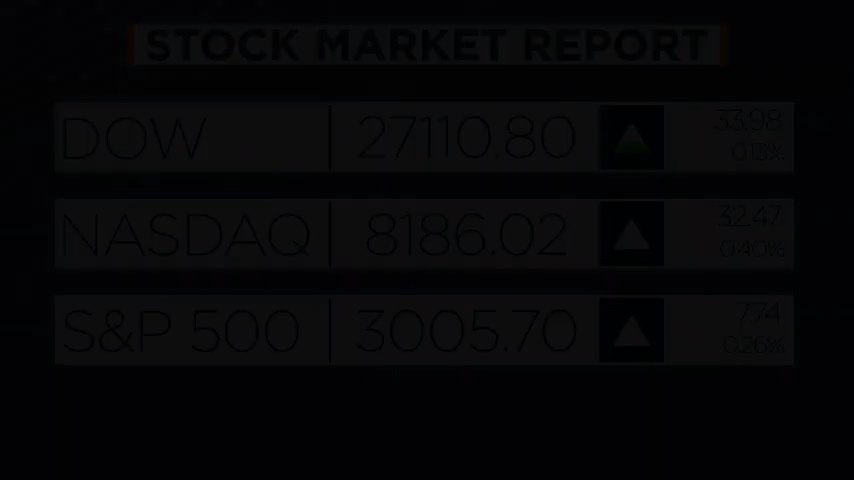 STOCK MARKET REPORT
DOW 27110.80 33.98
0.13%
NASDAQ 8186.02 32.47
0.40%
S&P 500 3005.70 7.74
0.26%